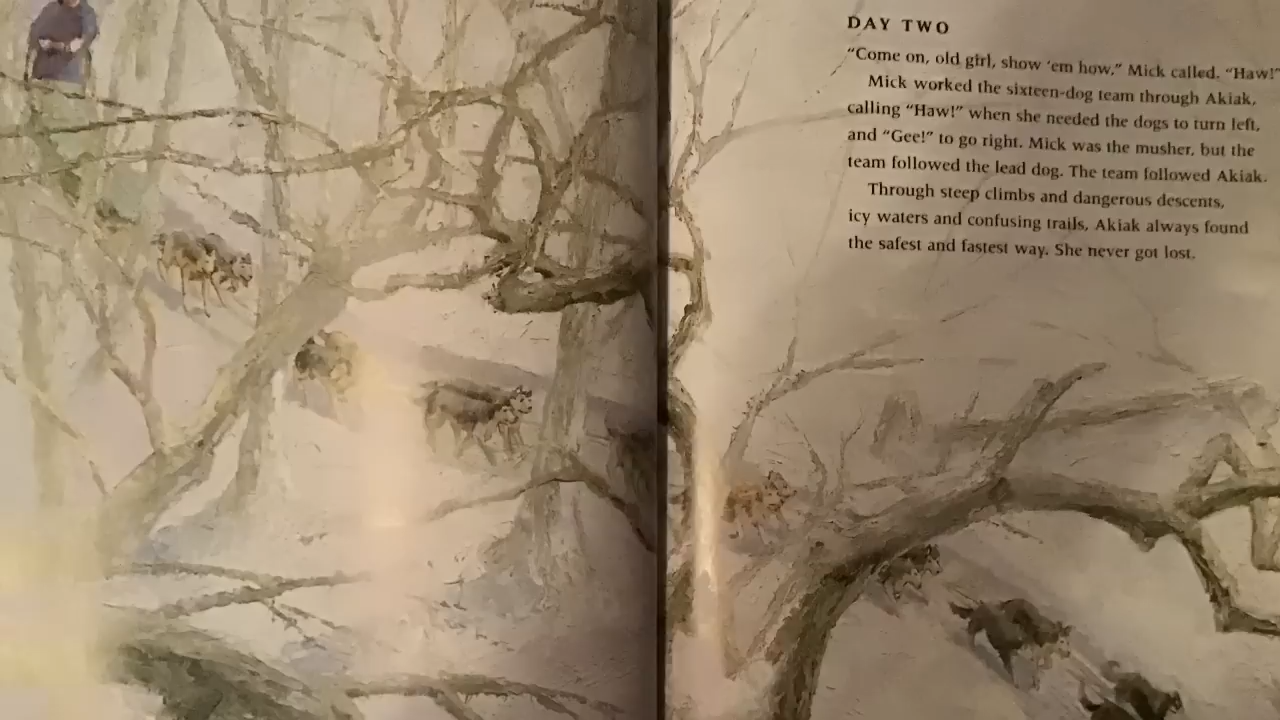 DAY TWO
"Come on, old girl, show 'em how," Mick called. "Haw!"
Mick worked the sixteen-dog team through Akiak,
calling "Haw!" when she needed the dogs to turn left,
and "Gee!" to go right. Mick was the musher, but the
team followed the lead dog. The team followed Akiak.
Through steep climbs and dangerous descents,
icy waters and confusing trails, Akiak always found
the safest and fastest way. She never got lost.